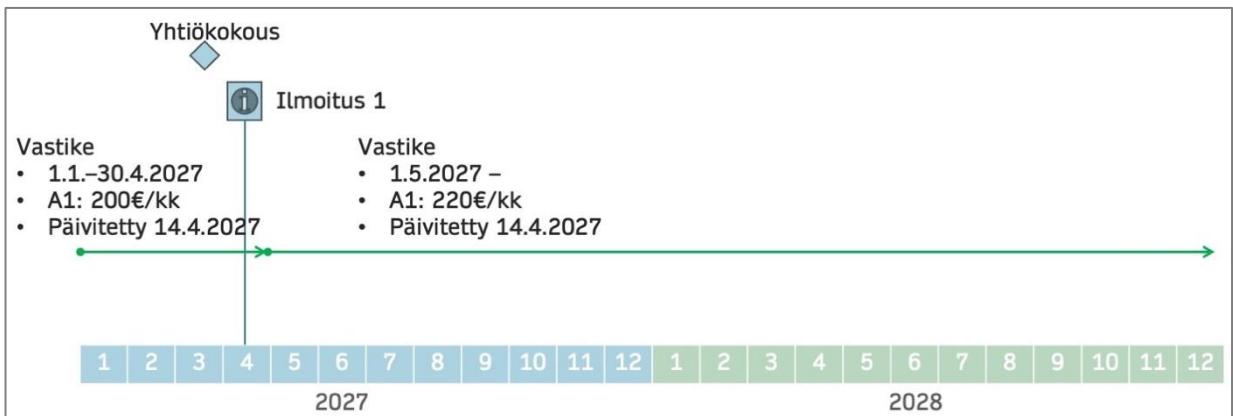 Yhtiökokous
Ilmoitus 1
Vastike
• 1.1.–30.4.2027
• A1: 200€/kk
• Päivitetty 14.4.2027
Vastike
• 1.5.2027 –
• A1: 220€/kk
• Päivitetty 14.4.2027
1 2 3 4 5 6 7 8 9 10 11 12 1 2 3 4 5 6 7 8 9 10 11 12
2027 2028